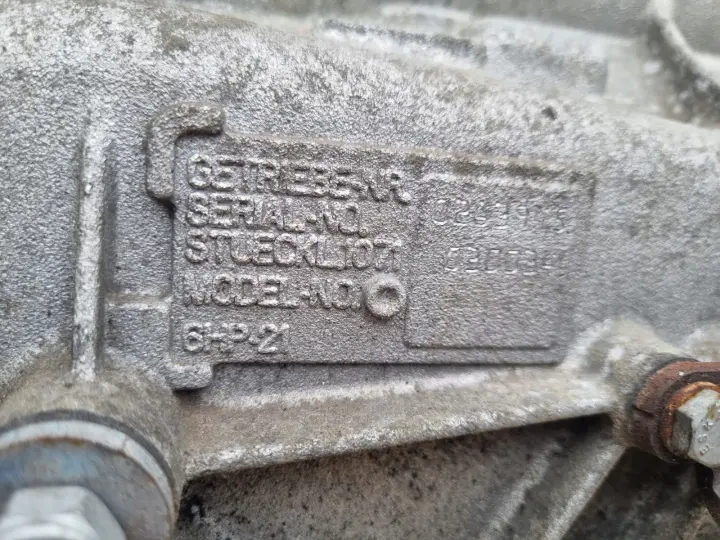 GETRIEBE-NR.
SERIAL.-NO.
STUECKL.1071
MODEL-NO.
6HP-21